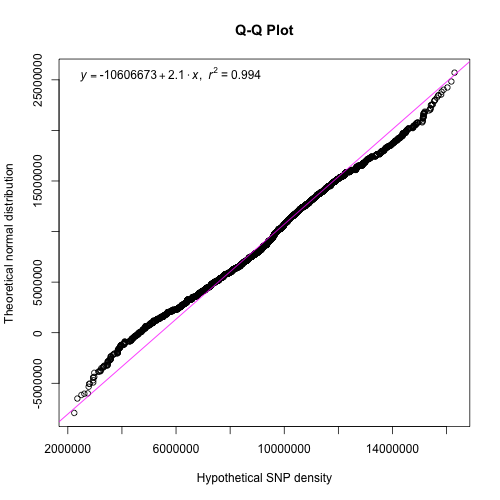 Q-Q Plot
y = -10606673 + 2.1 · x, r2 = 0.994
Theoretical normal distribution
25000000
15000000
5000000
0
-5000000
2000000 6000000 10000000 14000000
Hypothetical SNP density